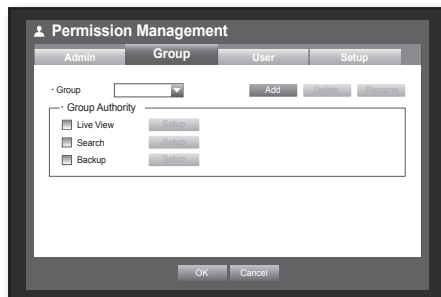 Permission Management
Admin Group User Setup
· Group Add Delete Rename
· Group Authority
Live View Setup
Search Setup
Backup Setup
OK Cancel